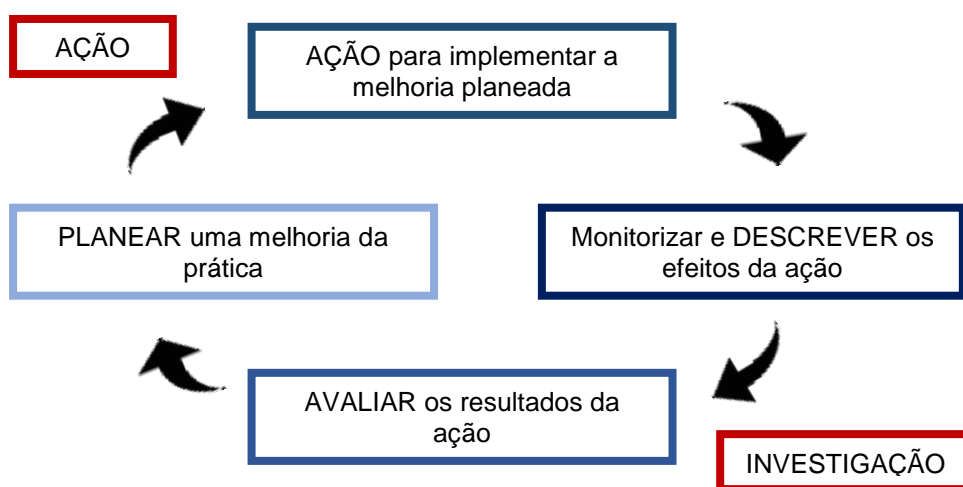 AÇÃO
AÇÃO para implementar a
melhoria planeada
PLANEAR uma melhoria da
prática
Monitorizar e DESCREVER os
efeitos da ação
AVALIAR os resultados da
ação
INVESTIGAÇÃO